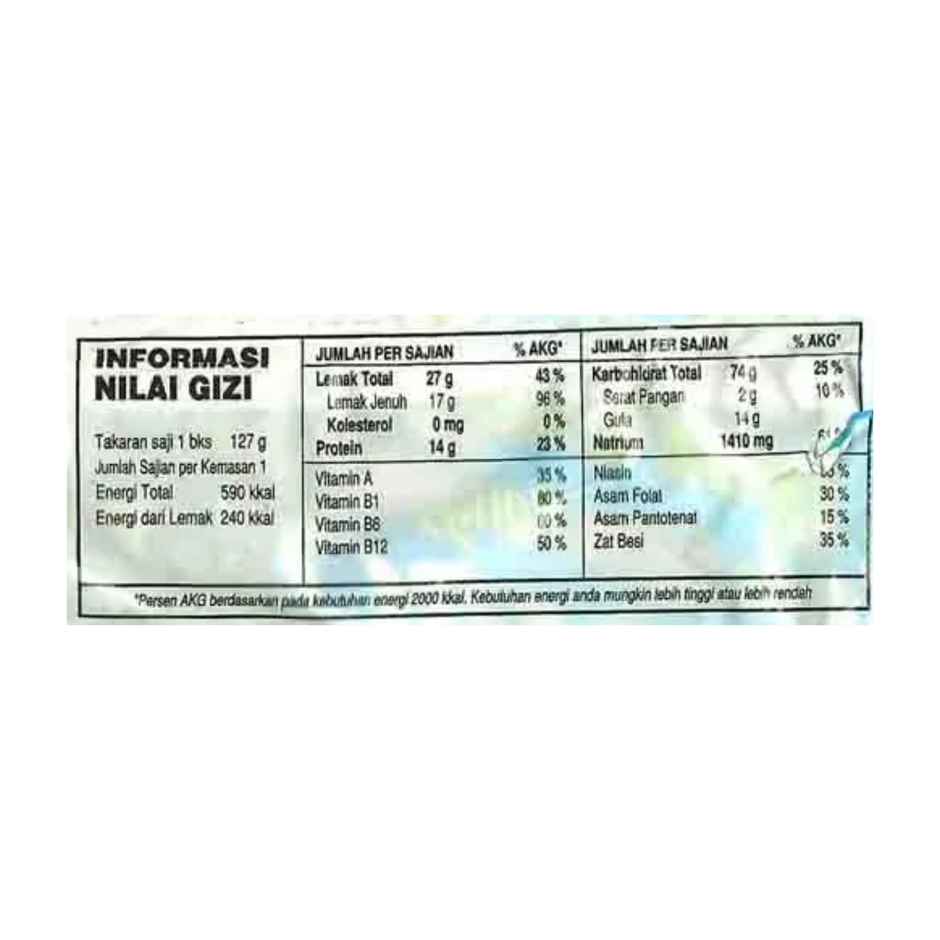 INFORMASI
NILAI GIZI
Takaran saji 1 bks 127 g
Jumlah Sajian per Kemasan 1
Energi Total 590 kkal
Energi dari Lemak 240 kkal
JUMLAH PER SAJIAN % AKG*
Lemak Total 27 g 43 %
Lemak Jenuh 17 g 96 %
Kolesterol 0 mg 0 %
Protein 14 g 23 %
Vitamin A 35 %
Vitamin B1 %
Vitamin B6 %
Vitamin B12 50 %
JUMLAH PER SAJIAN % AKG*
Karbohidrat Total 74 g 25 %
Serat Pangan 2 g 10 %
Gula 14 g
Natrium 1410 mg
Niasin %
Asam Folat 30 %
Asam Pantotenat 15 %
Zat Besi 35 %
*Persen AKG berdasarkan pada kebutuhan energi 2000 kkal. Kebutuhan energi anda mungkin lebih tinggi atau lebih rendah